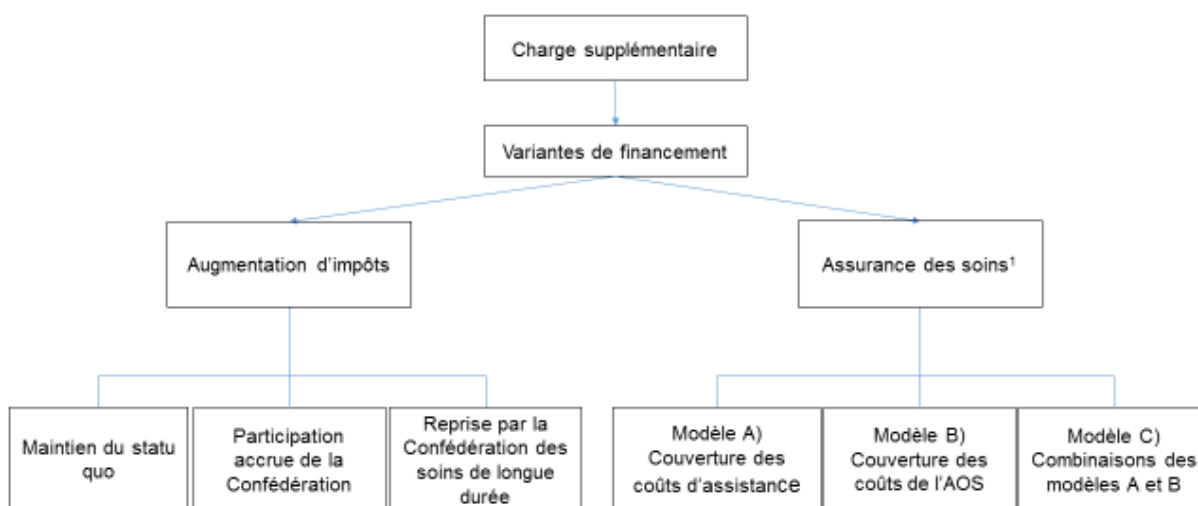 Charge supplémentaire
Variantes de financement
Augmentation d'impôts
Assurance des soins¹
Maintien du statu
quo
Participation
accrue de la
Confédération
Reprise par la
Confédération des
soins de longue
durée
Modèle A)
Couverture des
coûts d'assistance
Modèle B)
Couverture des
coûts de l'AOS
Modèle C)
Combinaisons des
modèles A et B